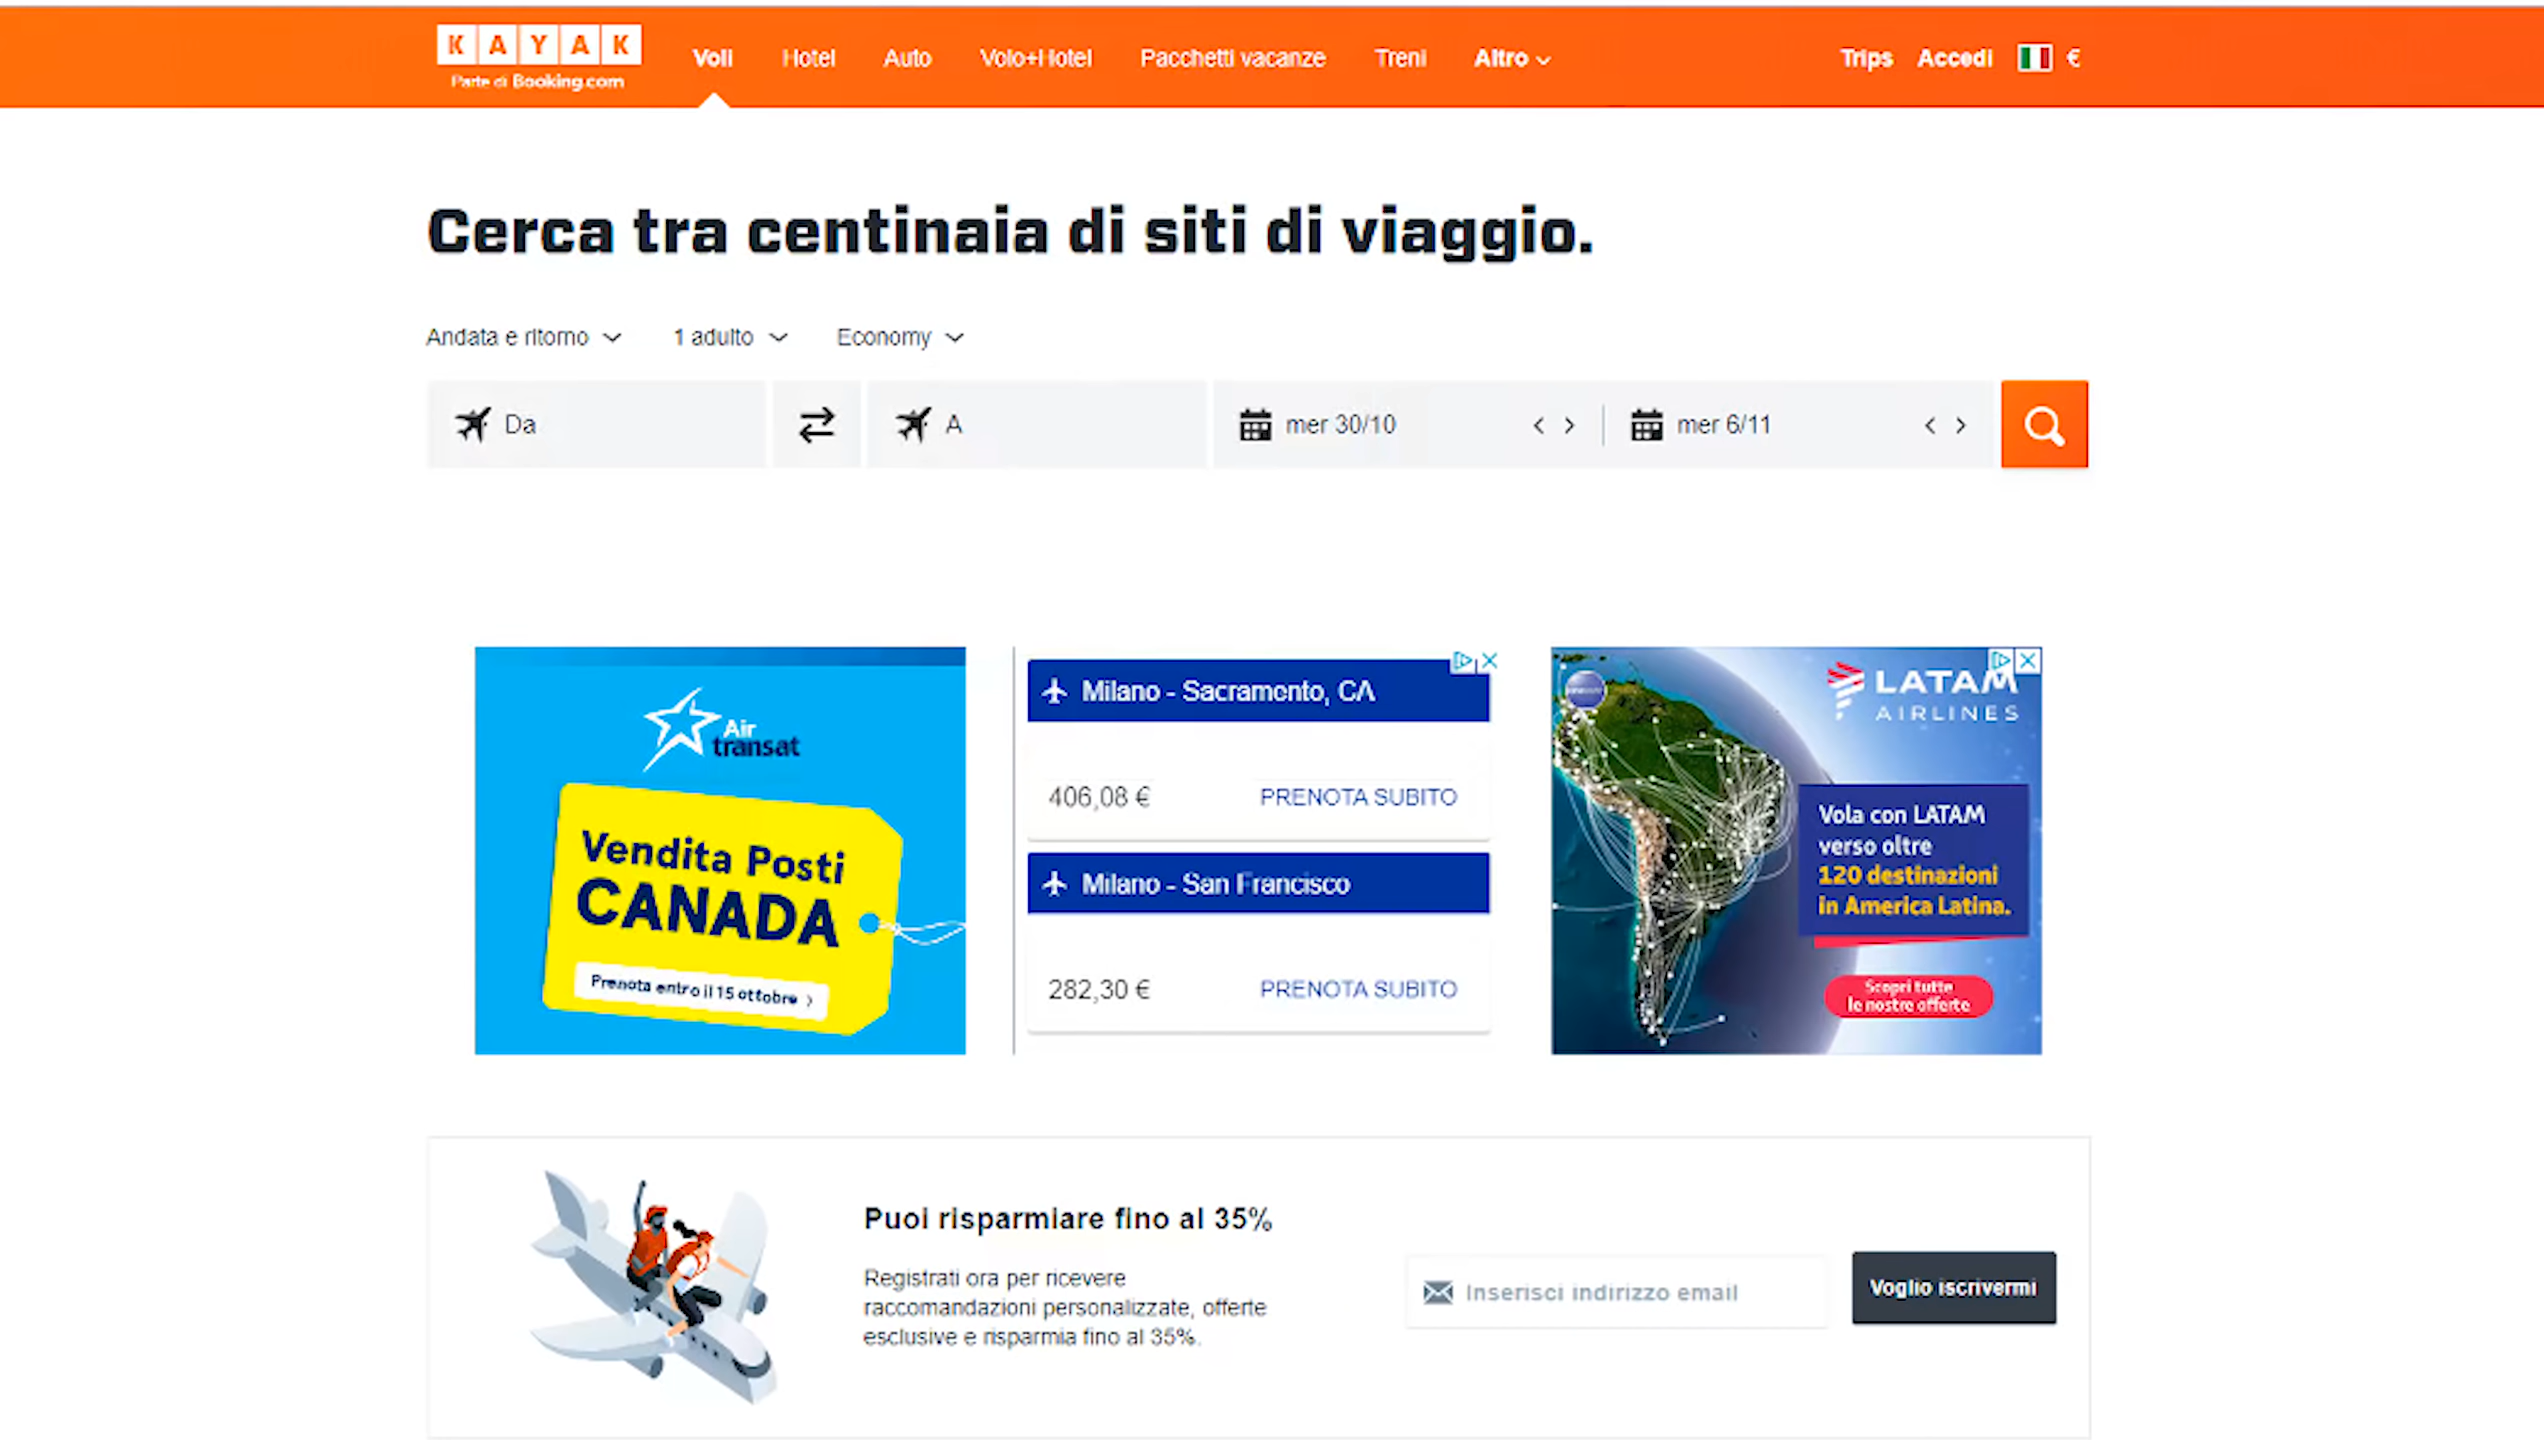 KAYAK
Parte di Booking.com
Voli
Hotel
Auto
Volo+Hotel
Pacchetti vacanze
Treni
Altro
Trips
Accedi
€
Cerca tra centinaia di siti di viaggio.
Andata e ritorno
1 adulto
Economy
Da
A
mer 30/10
mer 6/11
Air
transat
Vendita Posti
CANADA
Prenota entro il 15 ottobre
Milano - Sacramento, CA
406,08 €
PRENOTA SUBITO
Milano - San Francisco
282,30 €
PRENOTA SUBITO
LATAM
AIRLINES
Vola con LATAM
verso oltre
120 destinazioni
in America Latina.
Scopri tutte
le nostre offerte
Puoi risparmiare fino al 35%
Registrati ora per ricevere
raccomandazioni personalizzate, offerte
esclusive e risparmia fino al 35%.
Inserisci indirizzo email
Voglio iscrivermi